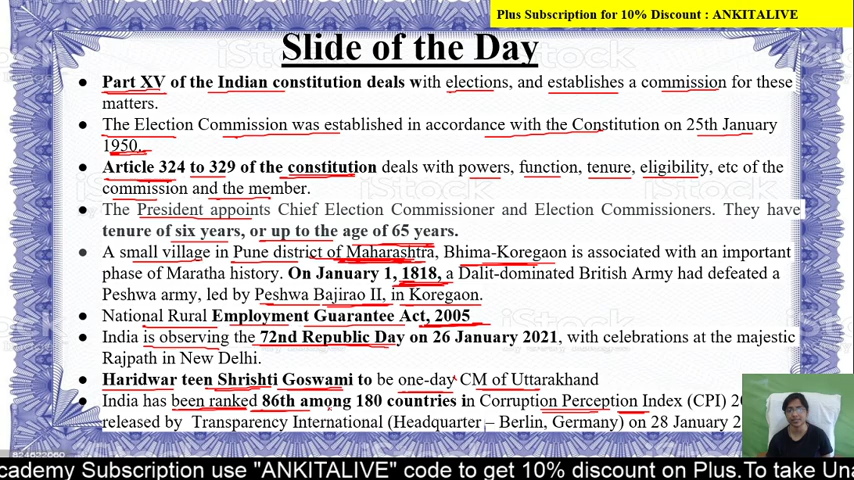 Plus Subscription for 10% Discount : ANKITALIVE
Slide of the Day
● Part XV of the Indian constitution deals with elections, and establishes a commission for these
matters.
● The Election Commission was established in accordance with the Constitution on 25th January
1950.
● Article 324 to 329 of the constitution deals with powers, function, tenure, eligibility, etc of the
commission and the member.
● The President appoints Chief Election Commissioner and Election Commissioners. They have
tenure of six years, or up to the age of 65 years.
● A small village in Pune district of Maharashtra, Bhima-Koregaon is associated with an important
phase of Maratha history. On January 1, 1818, a Dalit-dominated British Army had defeated a
Peshwa army, led by Peshwa Bajirao II, in Koregaon.
● National Rural Employment Guarantee Act, 2005
● India is observing the 72nd Republic Day on 26 January 2021, with celebrations at the majestic
Rajpath in New Delhi.
● Haridwar teen Shrishti Goswami to be one-day CM of Uttarakhand
● India has been ranked 86th among 180 countries in Corruption Perception Index (CPI) 20
released by Transparency International (Headquarter – Berlin, Germany) on 28 January 2
cademy Subscription use "ANKITALIVE" code to get 10% discount on Plus.To take Una